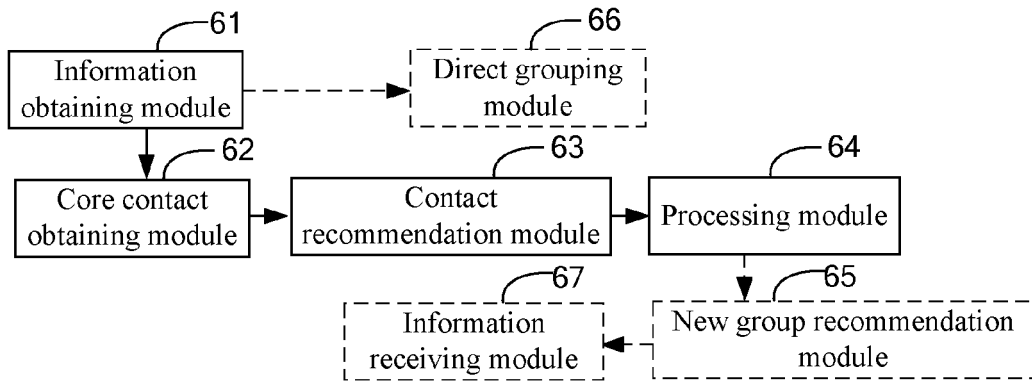 61
Information
obtaining module
66
Direct grouping
module
62
Core contact
obtaining module
63
Contact
recommendation module
64
Processing module
65
New group recommendation
module
67
Information
receiving module